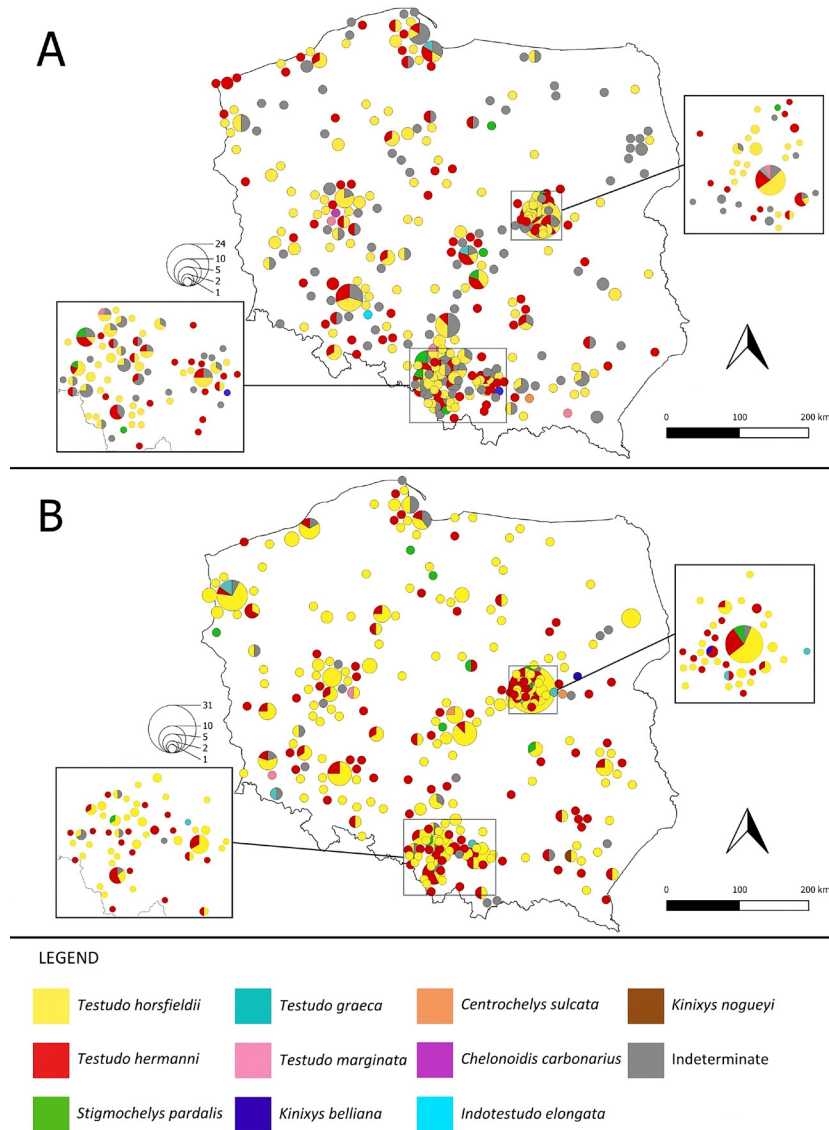 A
24
10
5
2
1
0 100 200 km
B
31
10
5
2
1
0 100 200 km
LEGEND
Testudo horsfieldii Testudo graeca Centrochelys sulcata Kinixys nogueyi
Testudo hermanni Testudo marginata Chelonoidis carbonarius Indeterminate
Stigmochelys pardalis Kinixys belliana Indotestudo elongata